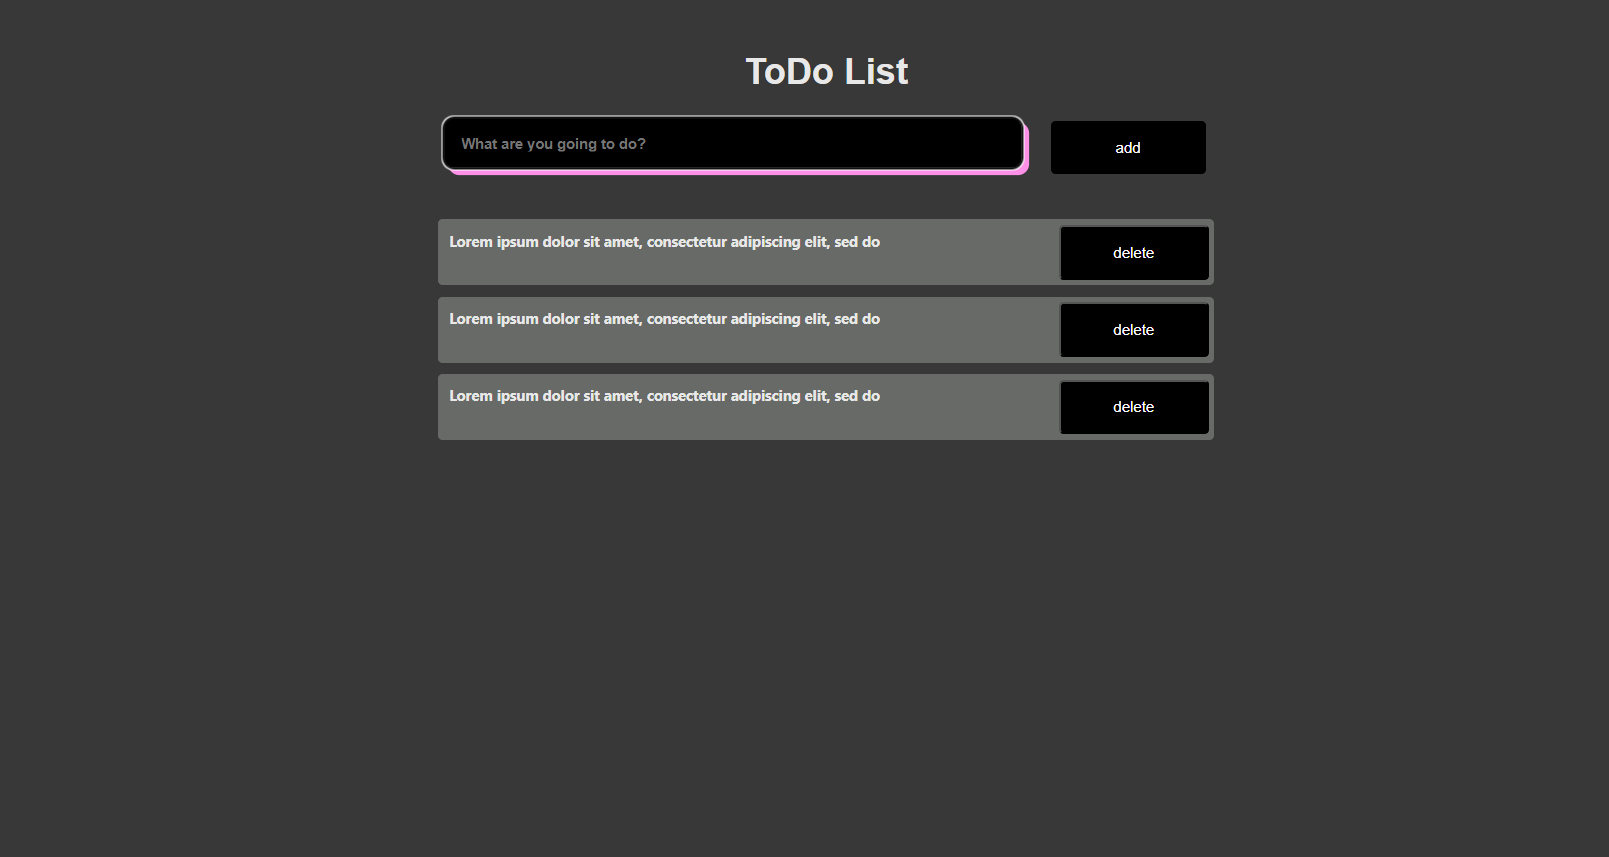 ToDo List
What are you going to do?
add
Lorem ipsum dolor sit amet, consectetur adipiscing elit, sed do
delete
Lorem ipsum dolor sit amet, consectetur adipiscing elit, sed do
delete
Lorem ipsum dolor sit amet, consectetur adipiscing elit, sed do
delete